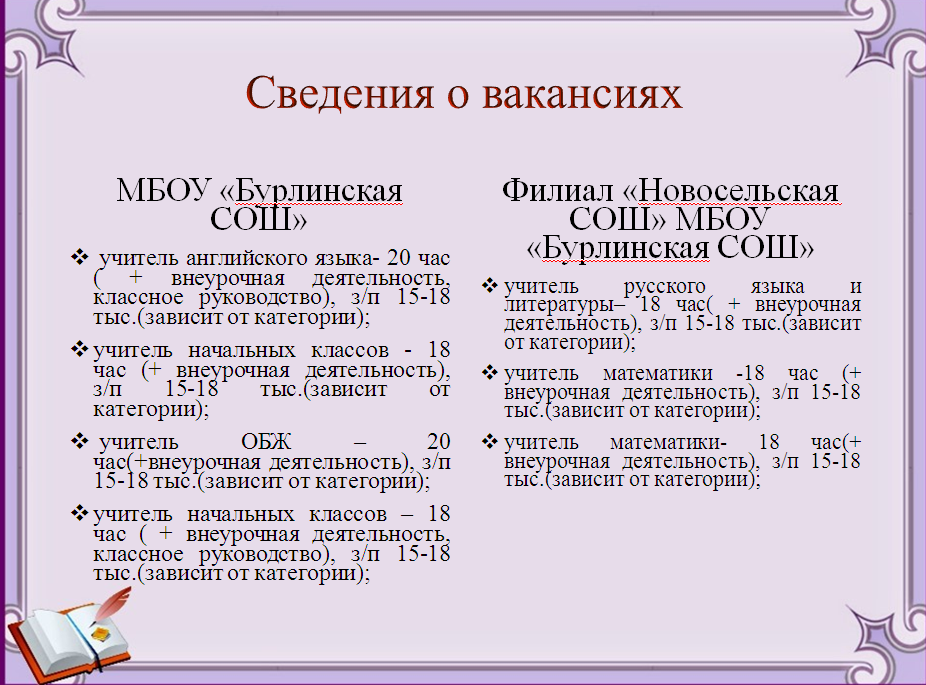 Сведения о вакансиях
МБОУ «Бурлинская
СОШ»
учитель английского языка- 20 час
( + внеурочная деятельность,
классное руководство), з/п 15-18
тыс.(зависит от категории);
учитель начальных классов - 18
час (+ внеурочная деятельность),
з/п 15-18 тыс.(зависит от
категории);
учитель ОБЖ – 20
час(+внеурочная деятельность), з/п
15-18 тыс.(зависит от категории);
учитель начальных классов – 18
час ( + внеурочная деятельность,
классное руководство), з/п 15-18
тыс.(зависит от категории);
Филиал «Новосельская
СОШ» МБОУ
«Бурлинская СОШ»
учитель русского языка и
литературы– 18 час( + внеурочная
деятельность), з/п 15-18 тыс.(зависит
от категории);
учитель математики -18 час (+
внеурочная деятельность), з/п 15-18
тыс.(зависит от категории);
учитель математики- 18 час(+
внеурочная деятельность), з/п 15-18
тыс.(зависит от категории);